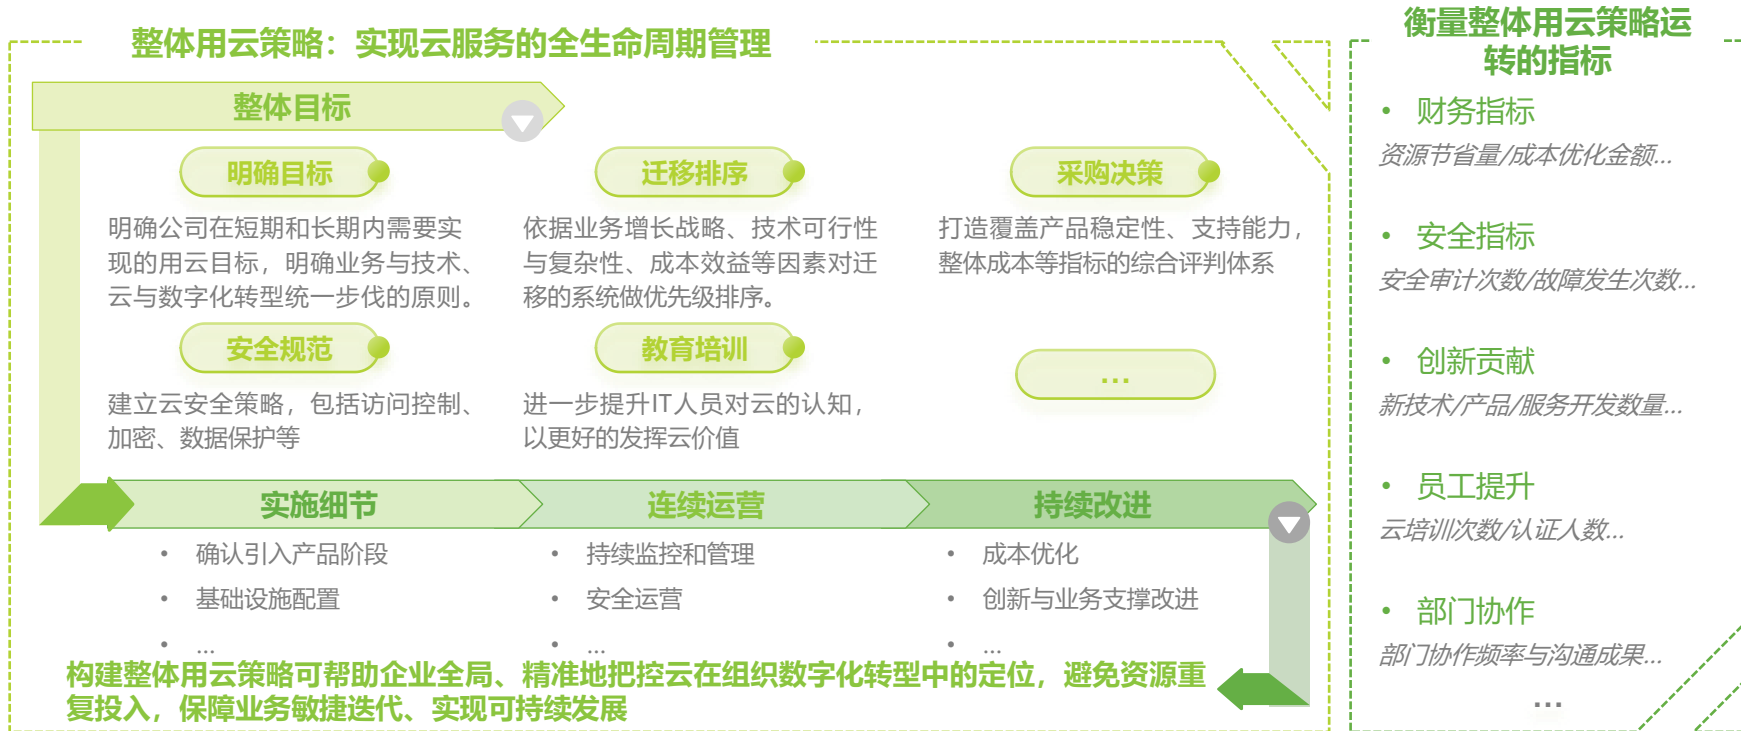 整体用云策略：实现云服务的全生命周期管理
整体目标
明确目标
明确公司在短期和长期内需要实
现的用云目标，明确业务与技术、
云与数字化转型统一步伐的原则。
迁移排序
依据业务增长战略、技术可行性
与复杂性、成本效益等因素对迁
移的系统做优先级排序。
采购决策
打造覆盖产品稳定性、支持能力，
整体成本等指标的综合评判体系
安全规范
建立云安全策略，包括访问控制、
加密、数据保护等
教育培训
进一步提升IT人员对云的认知，
以更好的发挥云价值
...
实施细节
• 确认引入产品阶段
• 基础设施配置
• ...
连续运营
• 持续监控和管理
• 安全运营
• ...
持续改进
• 成本优化
• 创新与业务支撑改进
• ...
构建整体用云策略可帮助企业全局、精准地把控云在组织数字化转型中的定位，避免资源重
复投入，保障业务敏捷迭代、实现可持续发展
衡量整体用云策略运
转的指标
• 财务指标
资源节省量/成本优化金额...
• 安全指标
安全审计次数/故障发生次数...
• 创新贡献
新技术/产品/服务开发数量...
• 员工提升
云培训次数/认证人数...
• 部门协作
部门协作频率与沟通成果...
...